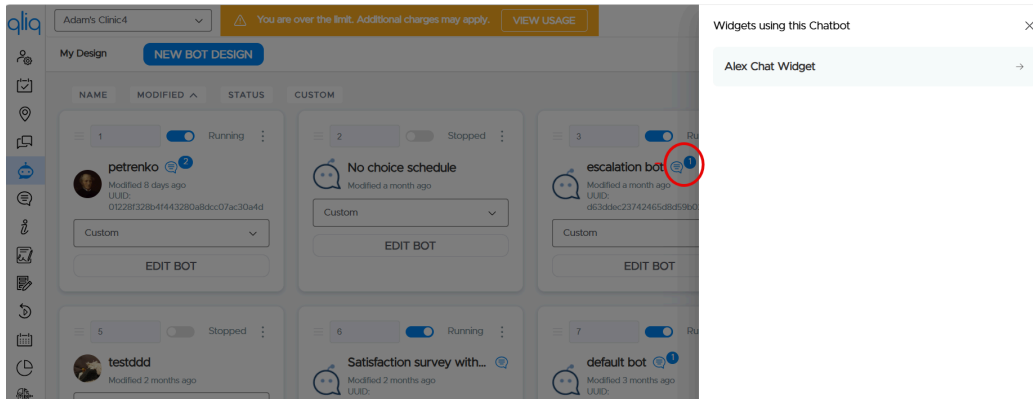 qliq
Adam's Clinic4
You are over the limit. Additional charges may apply.
VIEW USAGE
My Design
NEW BOT DESIGN
NAME MODIFIED STATUS CUSTOM
1 Running
petrenko 2
Modified 8 days ago
UUID:
01228f328b4f443280a8dcc07ac30a4d
Custom
EDIT BOT
2 Stopped
No choice schedule
Modified a month ago
Custom
EDIT BOT
3 Ru
escalation bot 1
Modified a month ago
UUID:
d63ddec23742465d8d59b0
Custom
EDIT BOT
5 Stopped
testddd
Modified 2 months ago
6 Running
Satisfaction survey with...
Modified 2 months ago
UUID:
7 Ru
default bot 1
Modified 3 months ago
UUID:
Widgets using this Chatbot
Alex Chat Widget